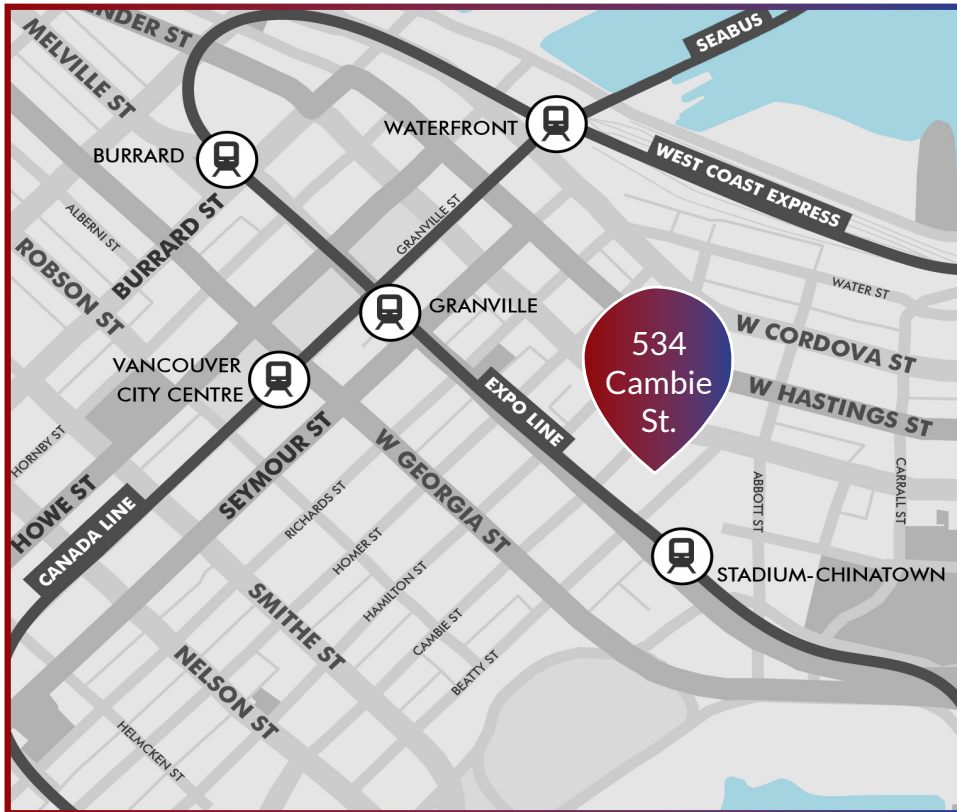 ENDER ST
MELVILLE ST
SEABUS
WATERFRONT
BURRARD
WEST COAST EXPRESS
ALBERNI ST
BURRARD ST
GRANVILLE ST
ROBSON ST
WATER ST
GRANVILLE
W CORDOVA ST
534
Cambie
St.
VANCOUVER
CITY CENTRE
EXPO LINE
W HASTINGS ST
HORNBY ST
HOWE ST
SEYMOUR ST
W GEORGIA ST
CANADA LINE
RICHARDS ST
ABBOTT ST
CARRALL ST
HOMER ST
STADIUM-CHINATOWN
HAMILTON ST
SMITHE ST
CAMBIE ST
BEATTY ST
NELSON ST
HELMCKEN ST